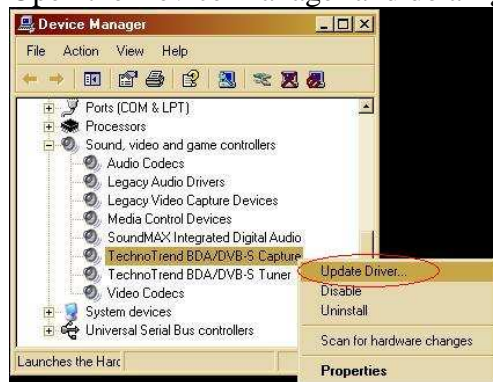 Device Manager
File Action View Help
Ports (COM & LPT)
Processors
Sound, video and game controllers
Audio Codecs
Legacy Audio Drivers
Legacy Video Capture Devices
Media Control Devices
SoundMAX Integrated Digital Audio
TechnoTrend BDA/DVB-S Capture
TechnoTrend BDA/DVB-S Tuner
Video Codecs
System devices
Universal Serial Bus controllers
Update Driver...
Disable
Uninstall
Scan for hardware changes
Properties
Launches the Hard